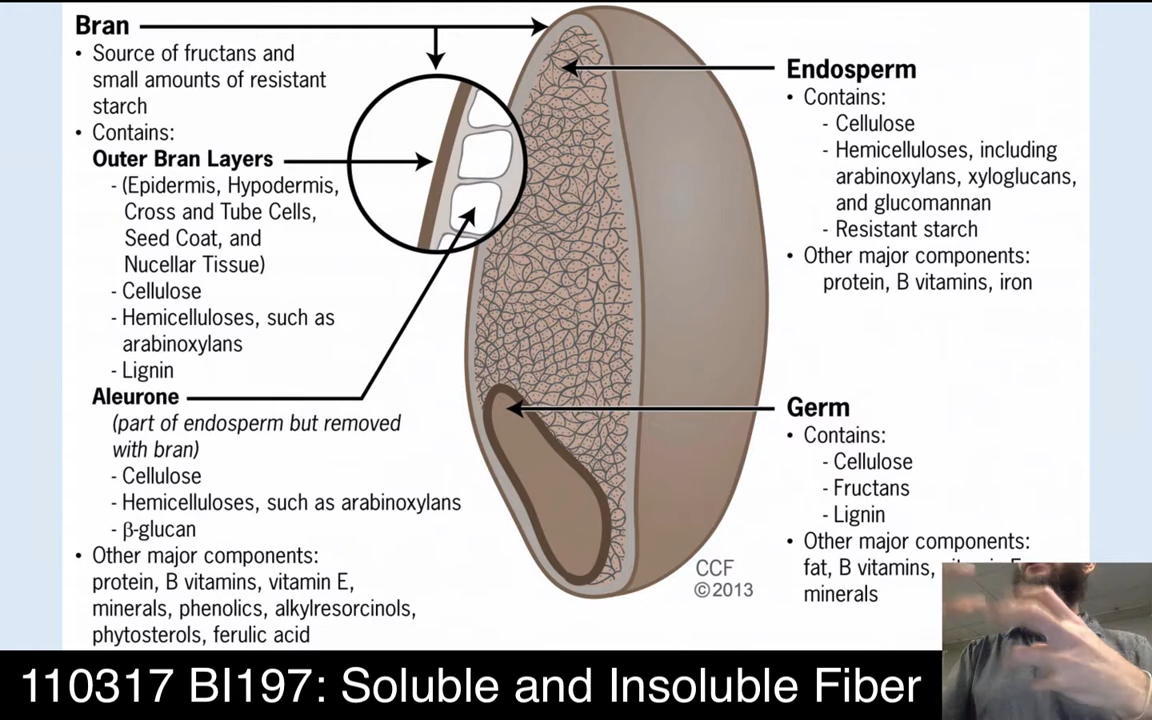 Bran
• Source of fructans and
small amounts of resistant
starch
• Contains:
Outer Bran Layers
- (Epidermis, Hypodermis,
Cross and Tube Cells,
Seed Coat, and
Nucellar Tissue)
- Cellulose
- Hemicelluloses, such as
arabinoxylans
- Lignin
Aleurone
(part of endosperm but removed
with bran)
- Cellulose
- Hemicelluloses, such as arabinoxylans
- β-glucan
• Other major components:
protein, B vitamins, vitamin E,
minerals, phenolics, alkylresorcinols,
phytosterols, ferulic acid
Endosperm
• Contains:
- Cellulose
- Hemicelluloses, including
arabinoxylans, xyloglucans,
and glucomannan
- Resistant starch
• Other major components:
protein, B vitamins, iron
Germ
• Contains:
- Cellulose
- Fructans
- Lignin
• Other major components:
fat, B vitamins,
minerals
CCF
©2013
110317 BI197: Soluble and Insoluble Fiber